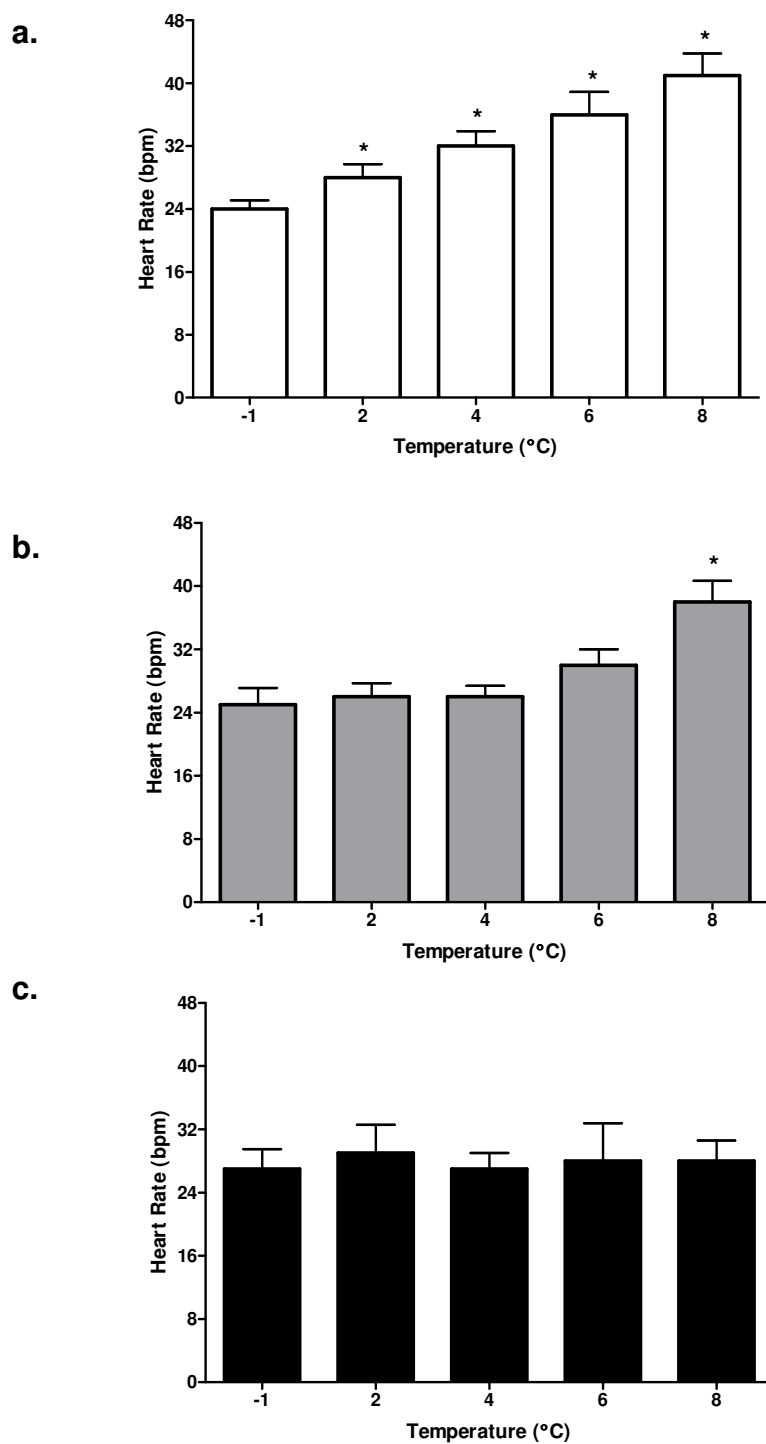 a.
48
40
32
24
16
8
0
Heart Rate (bpm)
*
*
*
*
-1 2 4 6 8
Temperature (°C)
b.
48
40
32
24
16
8
0
Heart Rate (bpm)
*
-1 2 4 6 8
Temperature (°C)
c.
48
40
32
24
16
8
0
Heart Rate (bpm)
-1 2 4 6 8
Temperature (°C)